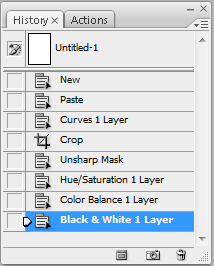 History × Actions
Untitled-1
New
Paste
Curves 1 Layer
Crop
Unsharp Mask
Hue/Saturation 1 Layer
Color Balance 1 Layer
Black & White 1 Layer